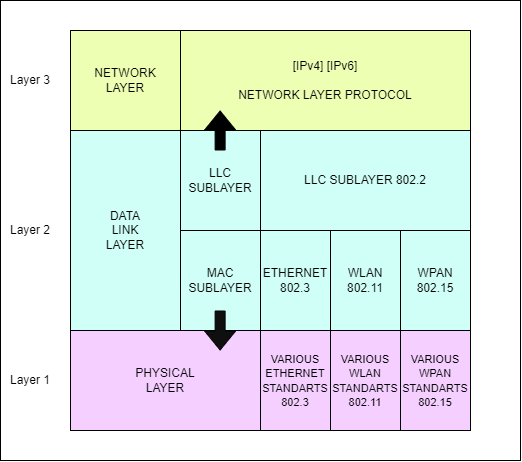 Layer 3
NETWORK
LAYER
[IPv4] [IPv6]
NETWORK LAYER PROTOCOL
Layer 2
DATA
LINK
LAYER
LLC
SUBLAYER
LLC SUBLAYER 802.2
MAC
SUBLAYER
ETHERNET
802.3
WLAN
802.11
WPAN
802.15
Layer 1
PHYSICAL
LAYER
VARIOUS
ETHERNET
STANDARTS
802.3
VARIOUS
WLAN
STANDARTS
802.11
VARIOUS
WPAN
STANDARTS
802.15